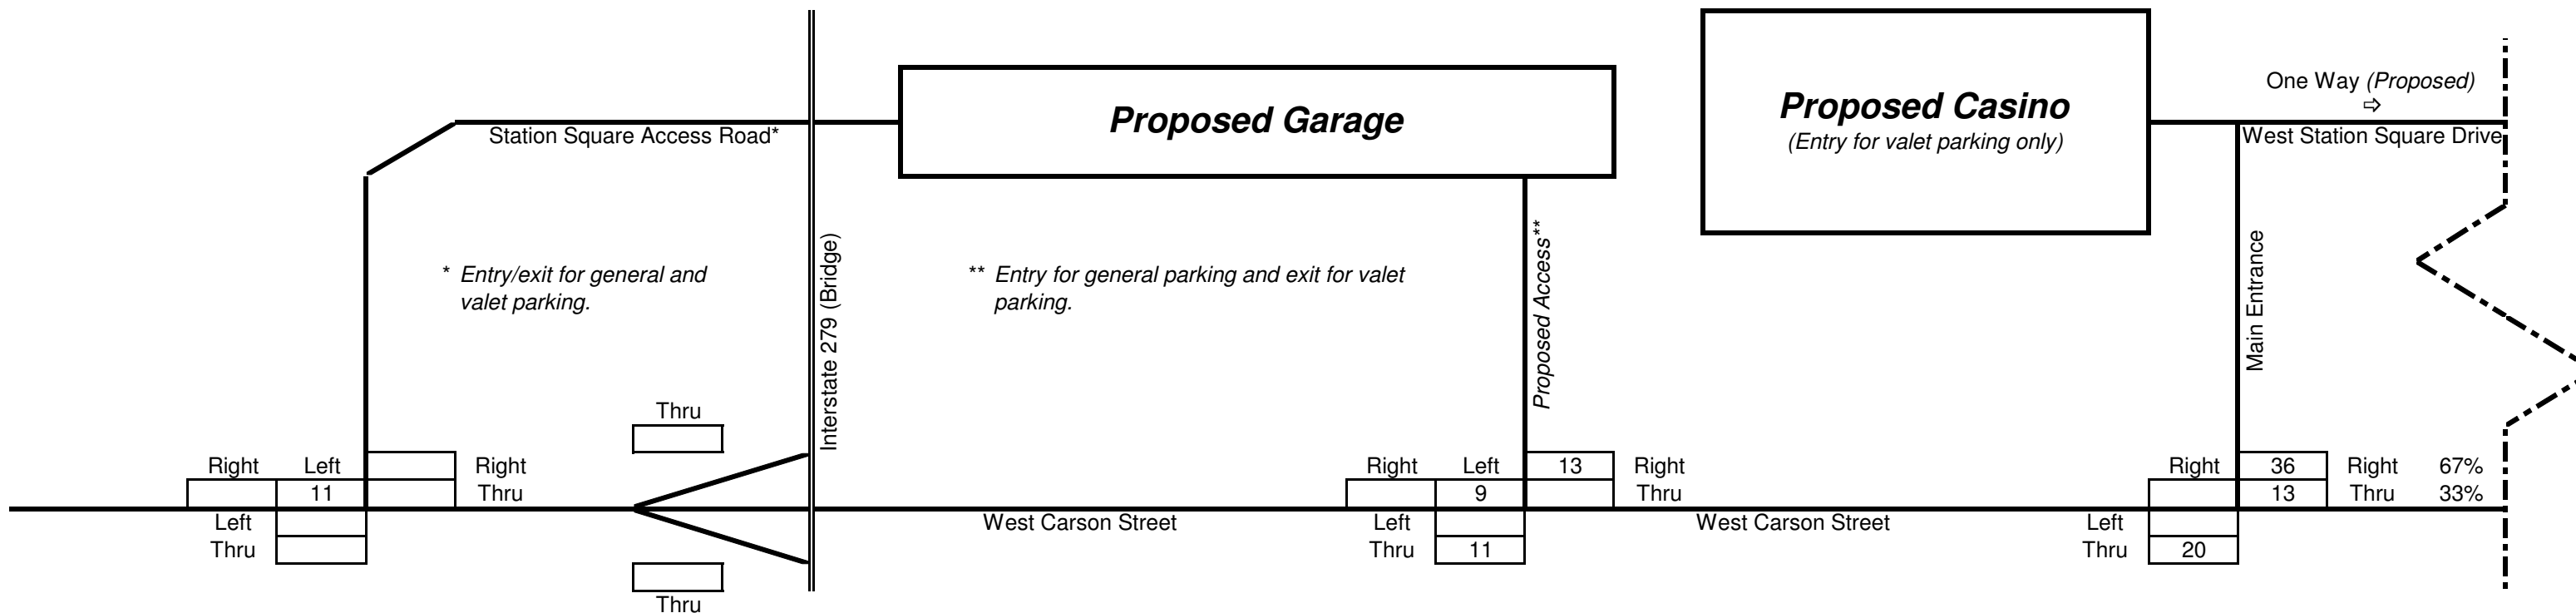 One Way (Proposed)
⇨
Proposed Garage
Proposed Casino
(Entry for valet parking only)
Station Square Access Road*
West Station Square Drive
* Entry/exit for general and
valet parking.
Interstate 279 (Bridge)
** Entry for general parking and exit for valet
parking.
Proposed Access**
Main Entrance
Thru
Right Left Right
11 Thru
Left
Thru
Thru
Right Left 13 Right
9 Thru
West Carson Street
Left
Thru 11
West Carson Street
Right 36 Right 67%
13 Thru 33%
Left
Thru 20